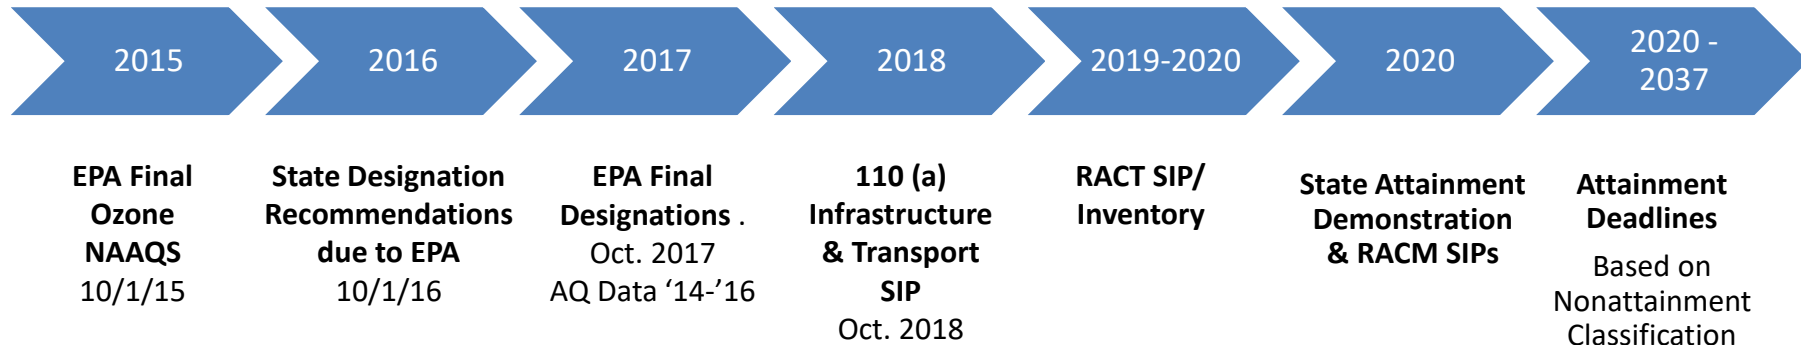 2015
2016
2017
2018
2019-2020
2020
2020 -
2037
EPA Final
Ozone
NAAQS
10/1/15
State Designation
Recommendations
due to EPA
10/1/16
EPA Final
Designations .
Oct. 2017
AQ Data ‘14-’16
110 (a)
Infrastructure
& Transport
SIP
Oct. 2018
RACT SIP/
Inventory
State Attainment
Demonstration
& RACM SIPs
Attainment
Deadlines
Based on
Nonattainment
Classification